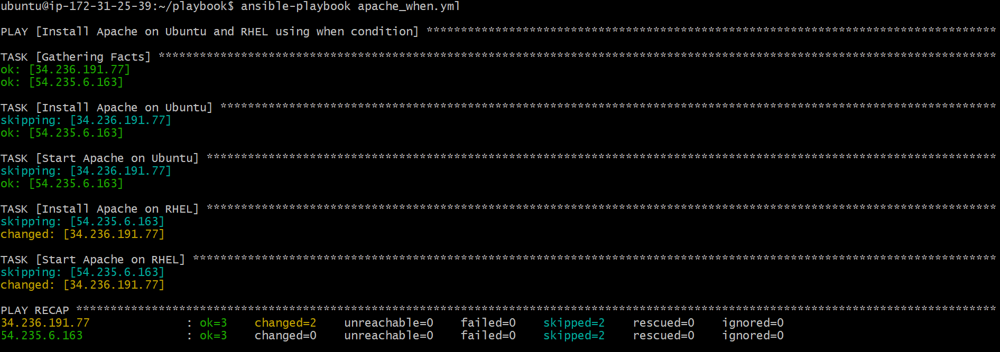 ubuntu@ip-172-31-25-39:~/playbook$ ansible-playbook apache_when.yml
PLAY [Install Apache on Ubuntu and RHEL using when condition] ***********************************************************************************
TASK [Gathering Facts] **************************************************************************************************************************
ok: [34.236.191.77]
ok: [54.235.6.163]
TASK [Install Apache on Ubuntu] *****************************************************************************************************************
skipping: [34.236.191.77]
ok: [54.235.6.163]
TASK [Start Apache on Ubuntu] *******************************************************************************************************************
skipping: [34.236.191.77]
ok: [54.235.6.163]
TASK [Install Apache on RHEL] *******************************************************************************************************************
skipping: [54.235.6.163]
changed: [34.236.191.77]
TASK [Start Apache on RHEL] *********************************************************************************************************************
skipping: [54.235.6.163]
changed: [34.236.191.77]
PLAY RECAP **************************************************************************************************************************************
34.236.191.77              : ok=3    changed=2    unreachable=0    failed=0    skipped=2    rescued=0    ignored=0
54.235.6.163               : ok=3    changed=0    unreachable=0    failed=0    skipped=2    rescued=0    ignored=0